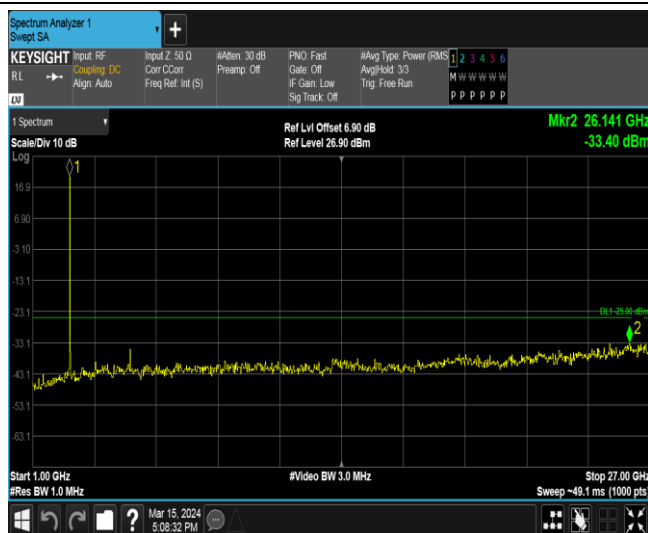 Spectrum Analyzer 1
Swept SA
+
KEYSIGHT Input: RF
RL
Coupling: DC
Align: Auto
Input Z: 50 Ω
Corr CCorr
Freq Ref: Int (S)
#Atten: 30 dB
Preamp: Off
PNO: Fast
Gate: Off
IF Gain: Low
Sig Track: Off
#Avg Type: Power (RMS
Avg|Hold: 3/3
Trig: Free Run
1 2 3 4 5 6
M W W W W W
P P P P P P
LXI
1 Spectrum
Scale/Div 10 dB
Ref Lvl Offset 6.90 dB
Ref Level 26.90 dBm
Mkr2 26.141 GHz
-33.40 dBm
Log
1
16.9
6.90
-3.10
-13.1
-23.1
DL1 -25.00 dBm
2
-33.1
-43.1
-53.1
-63.1
Start 1.00 GHz
#Res BW 1.0 MHz
#Video BW 3.0 MHz
Stop 27.00 GHz
Sweep ~49.1 ms (1000 pts)
?
Mar 15, 2024
5:08:32 PM